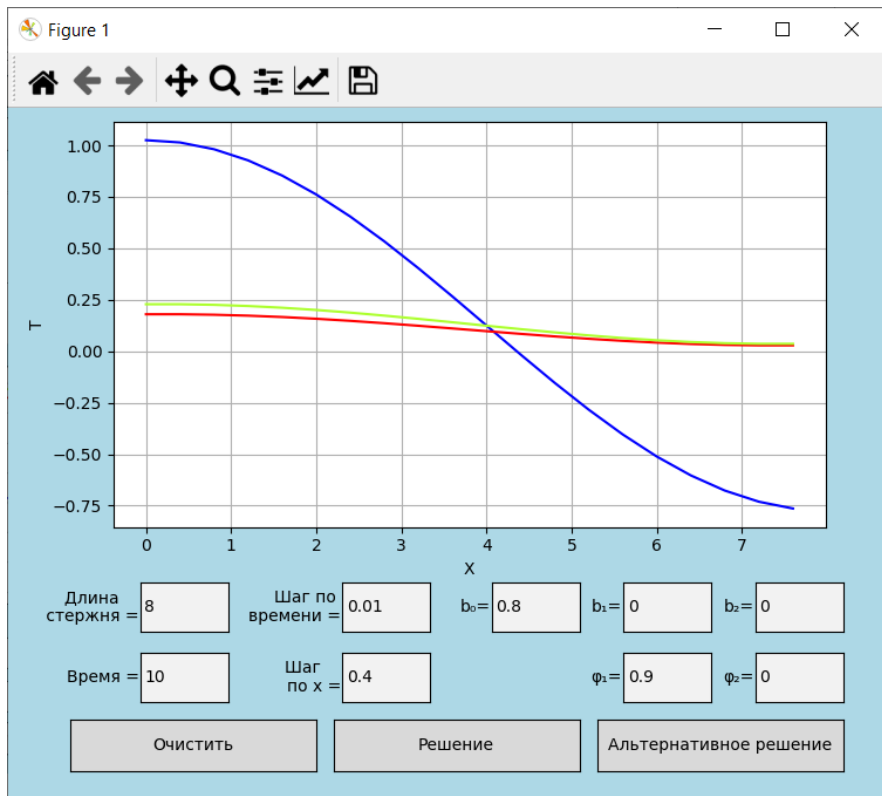 Figure 1
1.00
0.75
0.50
0.25
0.00
−0.25
−0.50
−0.75
T
0 1 2 3 4 5 6 7
X
Длина
стержня =
8
Шаг по
времени =
0.01
b₀=
0.8
b₁=
0
b₂=
0
Время =
10
Шаг
по x =
0.4
φ₁=
0.9
φ₂=
0
Очистить
Решение
Альтернативное решение